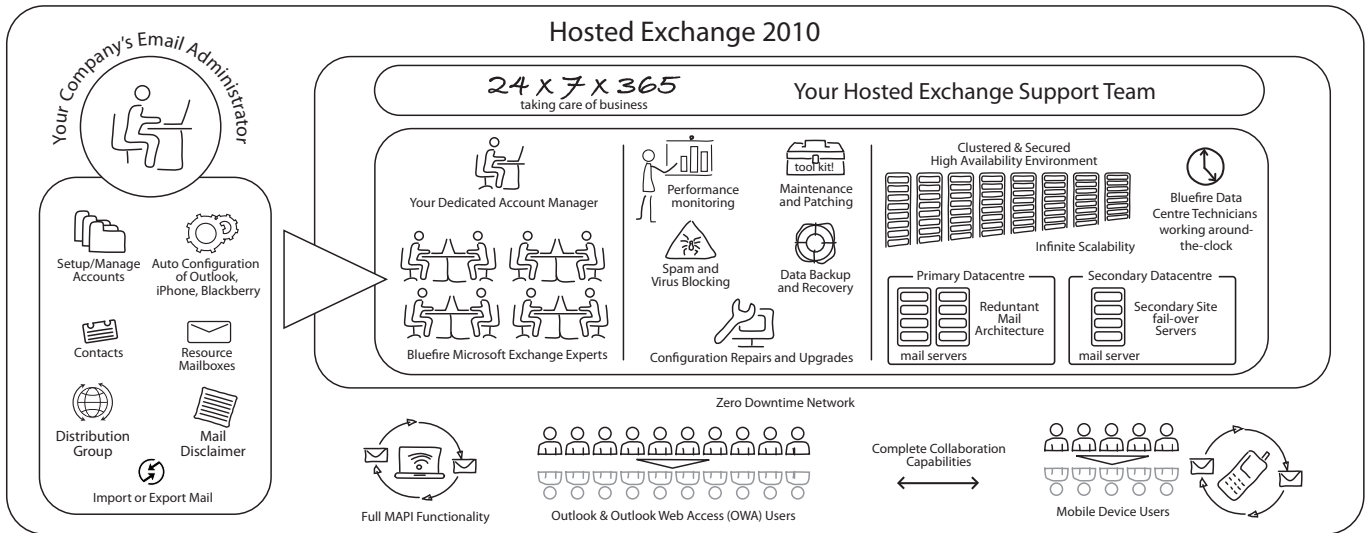 Hosted Exchange 2010
Your Company's Email Administrator
Setup/Manage
Accounts
Auto Configuration
of Outlook,
iPhone, Blackberry
Contacts
Resource
Mailboxes
Distribution
Group
Mail
Disclaimer
Import or Export Mail
24 x 7 x 365
taking care of business
Your Hosted Exchange Support Team
Your Dedicated Account Manager
Bluefire Microsoft Exchange Experts
Performance
monitoring
tool kit!
Maintenance
and Patching
Spam and
Virus Blocking
Data Backup
and Recovery
Configuration Repairs and Upgrades
Clustered & Secured
High Availability Environment
Infinite Scalability
Bluefire Data
Centre Technicians
working around-
the-clock
Primary Datacentre
Reduntant
Mail
Architecture
mail servers
Secondary Datacentre
Secondary Site
fail-over
Servers
mail server
Zero Downtime Network
Full MAPI Functionality
Outlook & Outlook Web Access (OWA) Users
Complete Collaboration
Capabilities
Mobile Device Users